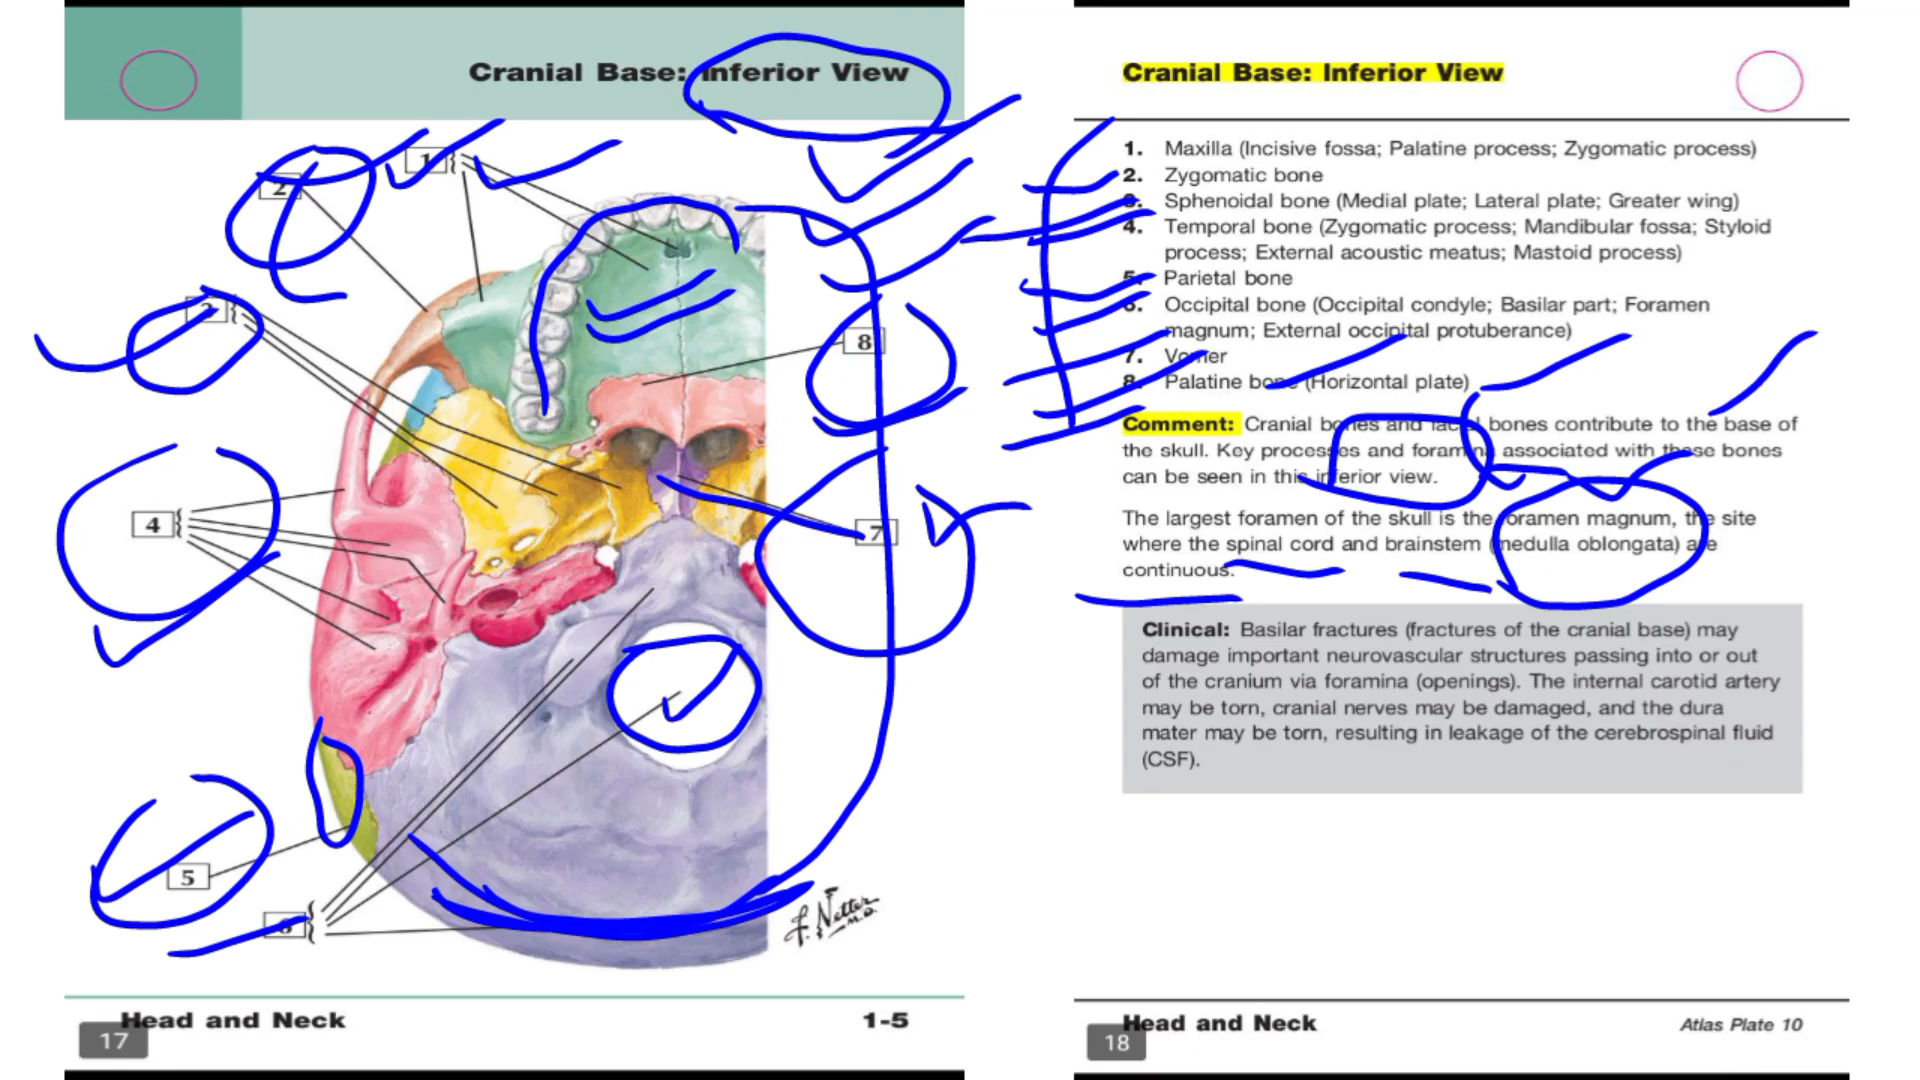 Cranial Base: Inferior View
1
2
3
4
5
6
7
8
F. Netter M.D.
Head and Neck
1-5
17
Cranial Base: Inferior View
1. Maxilla (Incisive fossa; Palatine process; Zygomatic process)
2. Zygomatic bone
3. Sphenoidal bone (Medial plate; Lateral plate; Greater wing)
4. Temporal bone (Zygomatic process; Mandibular fossa; Styloid
process; External acoustic meatus; Mastoid process)
5. Parietal bone
6. Occipital bone (Occipital condyle; Basilar part; Foramen
magnum; External occipital protuberance)
7. Vomer
8. Palatine bone (Horizontal plate)
Comment: Cranial bones and facial bones contribute to the base of
the skull. Key processes and foramina associated with these bones
can be seen in this inferior view.
The largest foramen of the skull is the foramen magnum, the site
where the spinal cord and brainstem (medulla oblongata) are
continuous.
Clinical: Basilar fractures (fractures of the cranial base) may
damage important neurovascular structures passing into or out
of the cranium via foramina (openings). The internal carotid artery
may be torn, cranial nerves may be damaged, and the dura
mater may be torn, resulting in leakage of the cerebrospinal fluid
(CSF).
Head and Neck
Atlas Plate 10
18